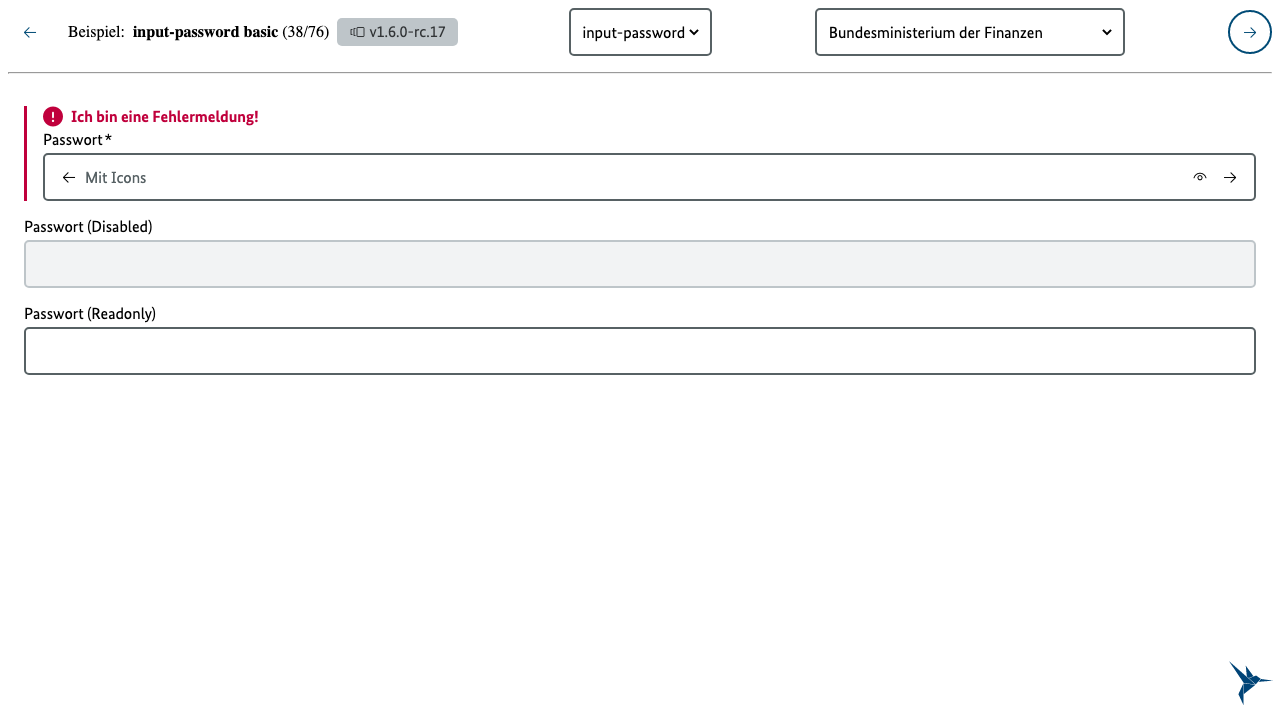 Beispiel: input-password basic (38/76) v1.6.0-rc.17 input-password Bundesministerium der Finanzen
Ich bin eine Fehlermeldung!
Passwort*
Mit Icons
Passwort (Disabled)
Passwort (Readonly)